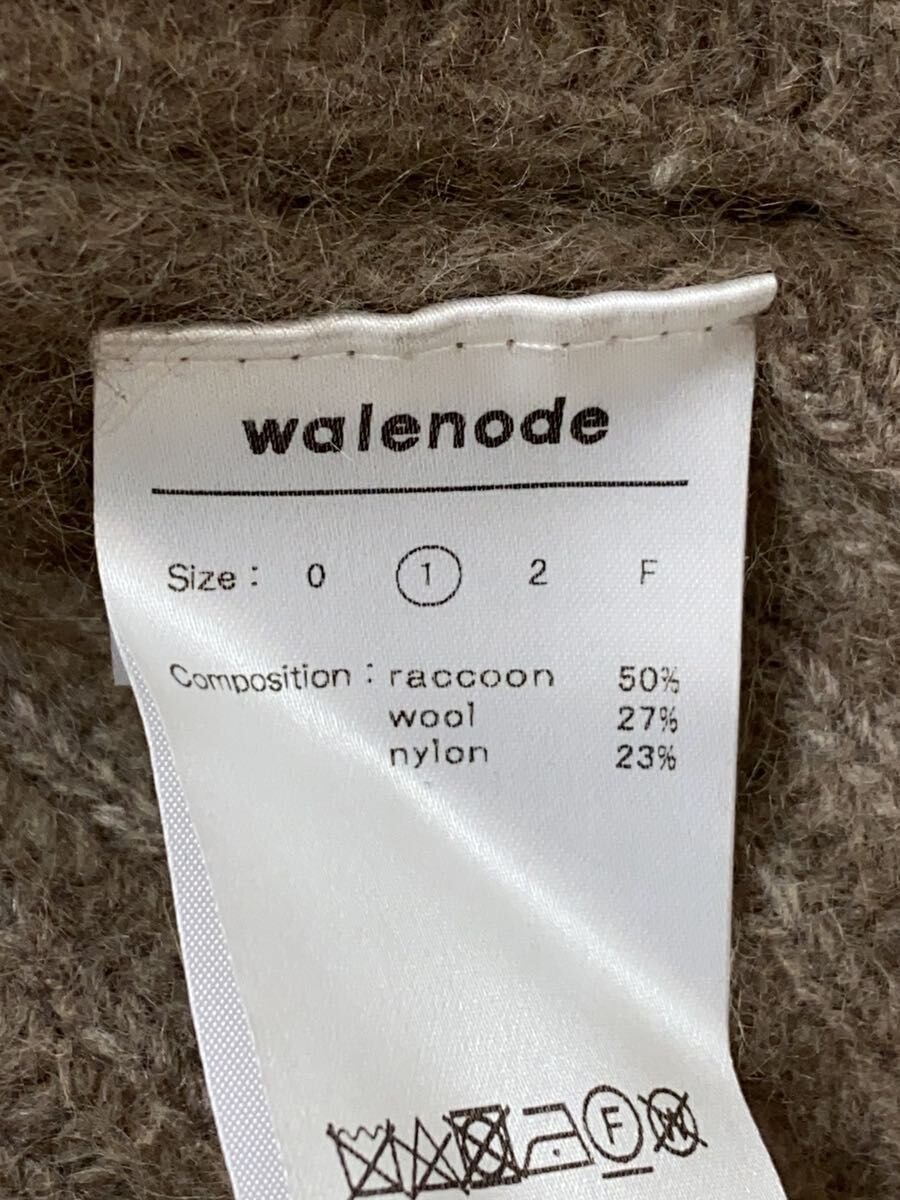 walenode
Size : 0 1 2 F
Composition : raccoon 50%
wool 27%
nylon 23%
F W